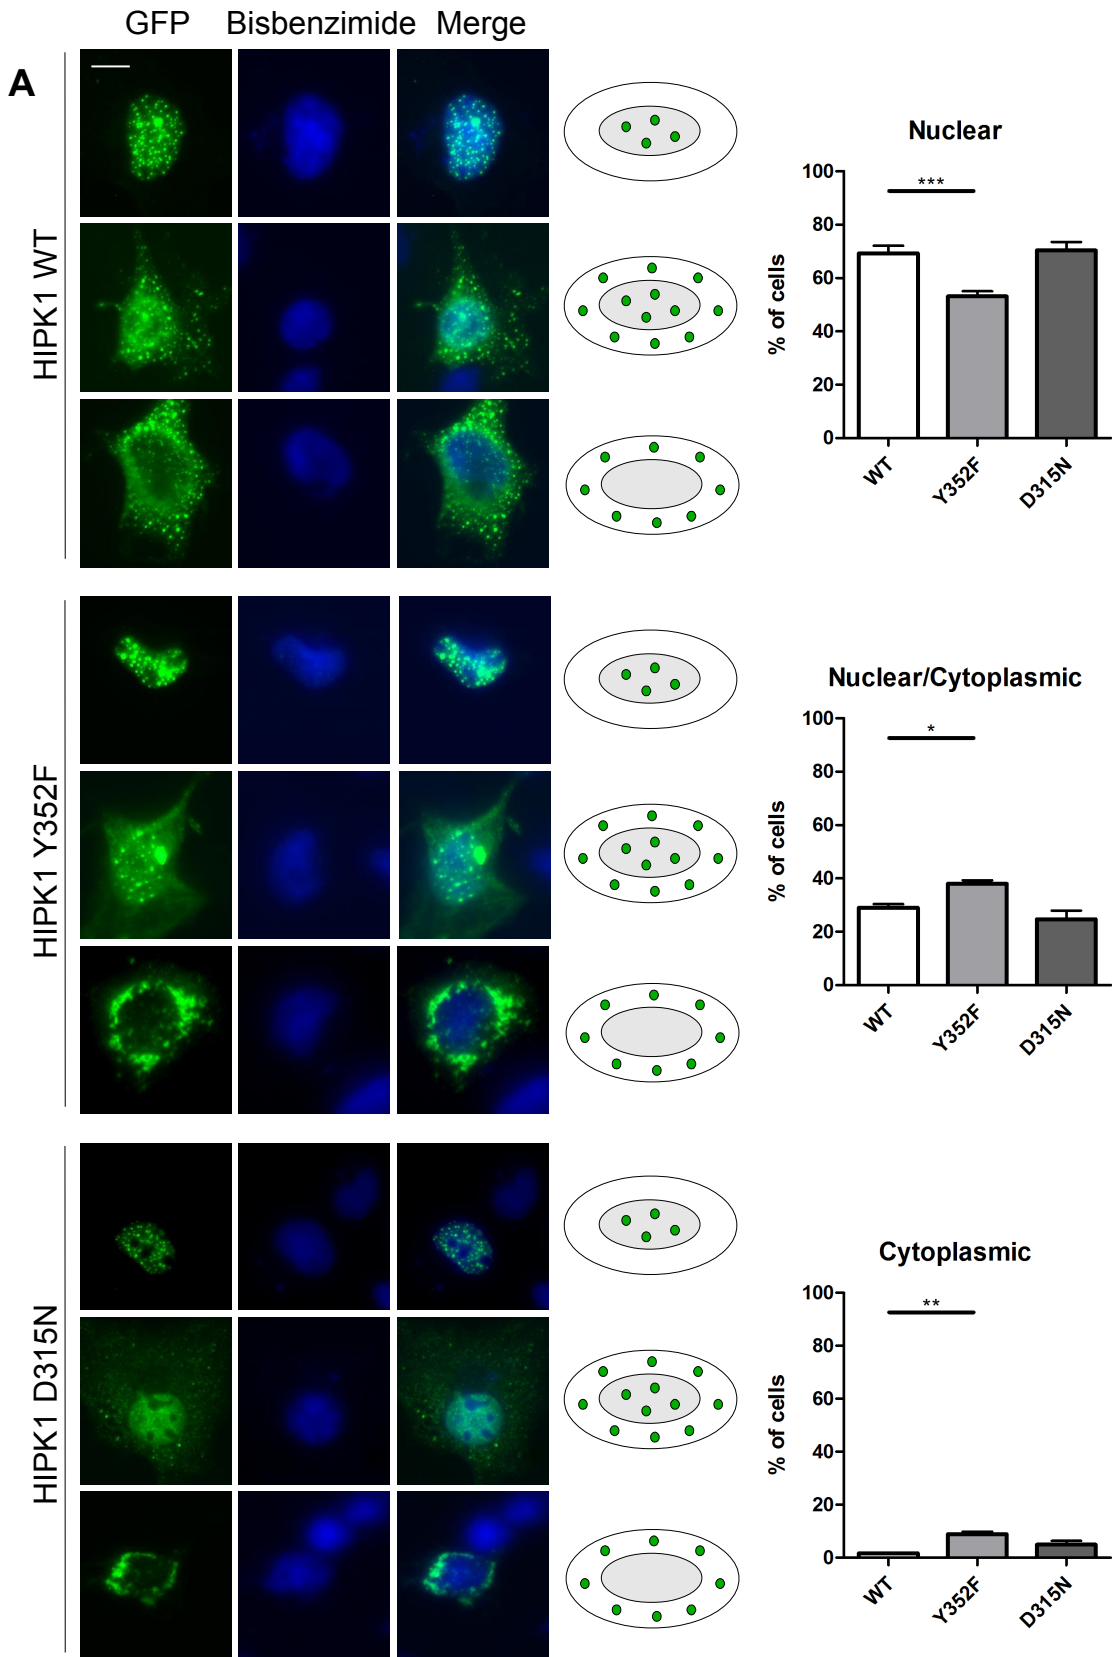 GFP Bisbenzimide Merge
A
HIPK1 WT
Nuclear
***
% of cells
100
80
60
40
20
0
WT
Y352F
D315N
HIPK1 Y352F
Nuclear/Cytoplasmic
*
% of cells
100
80
60
40
20
0
WT
Y352F
D315N
HIPK1 D315N
Cytoplasmic
**
% of cells
100
80
60
40
20
0
WT
Y352F
D315N